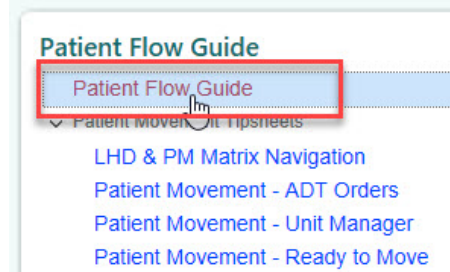 Patient Flow Guide
Patient Flow Guide
Patient Movement Tipsheets
LHD & PM Matrix Navigation
Patient Movement - ADT Orders
Patient Movement - Unit Manager
Patient Movement - Ready to Move